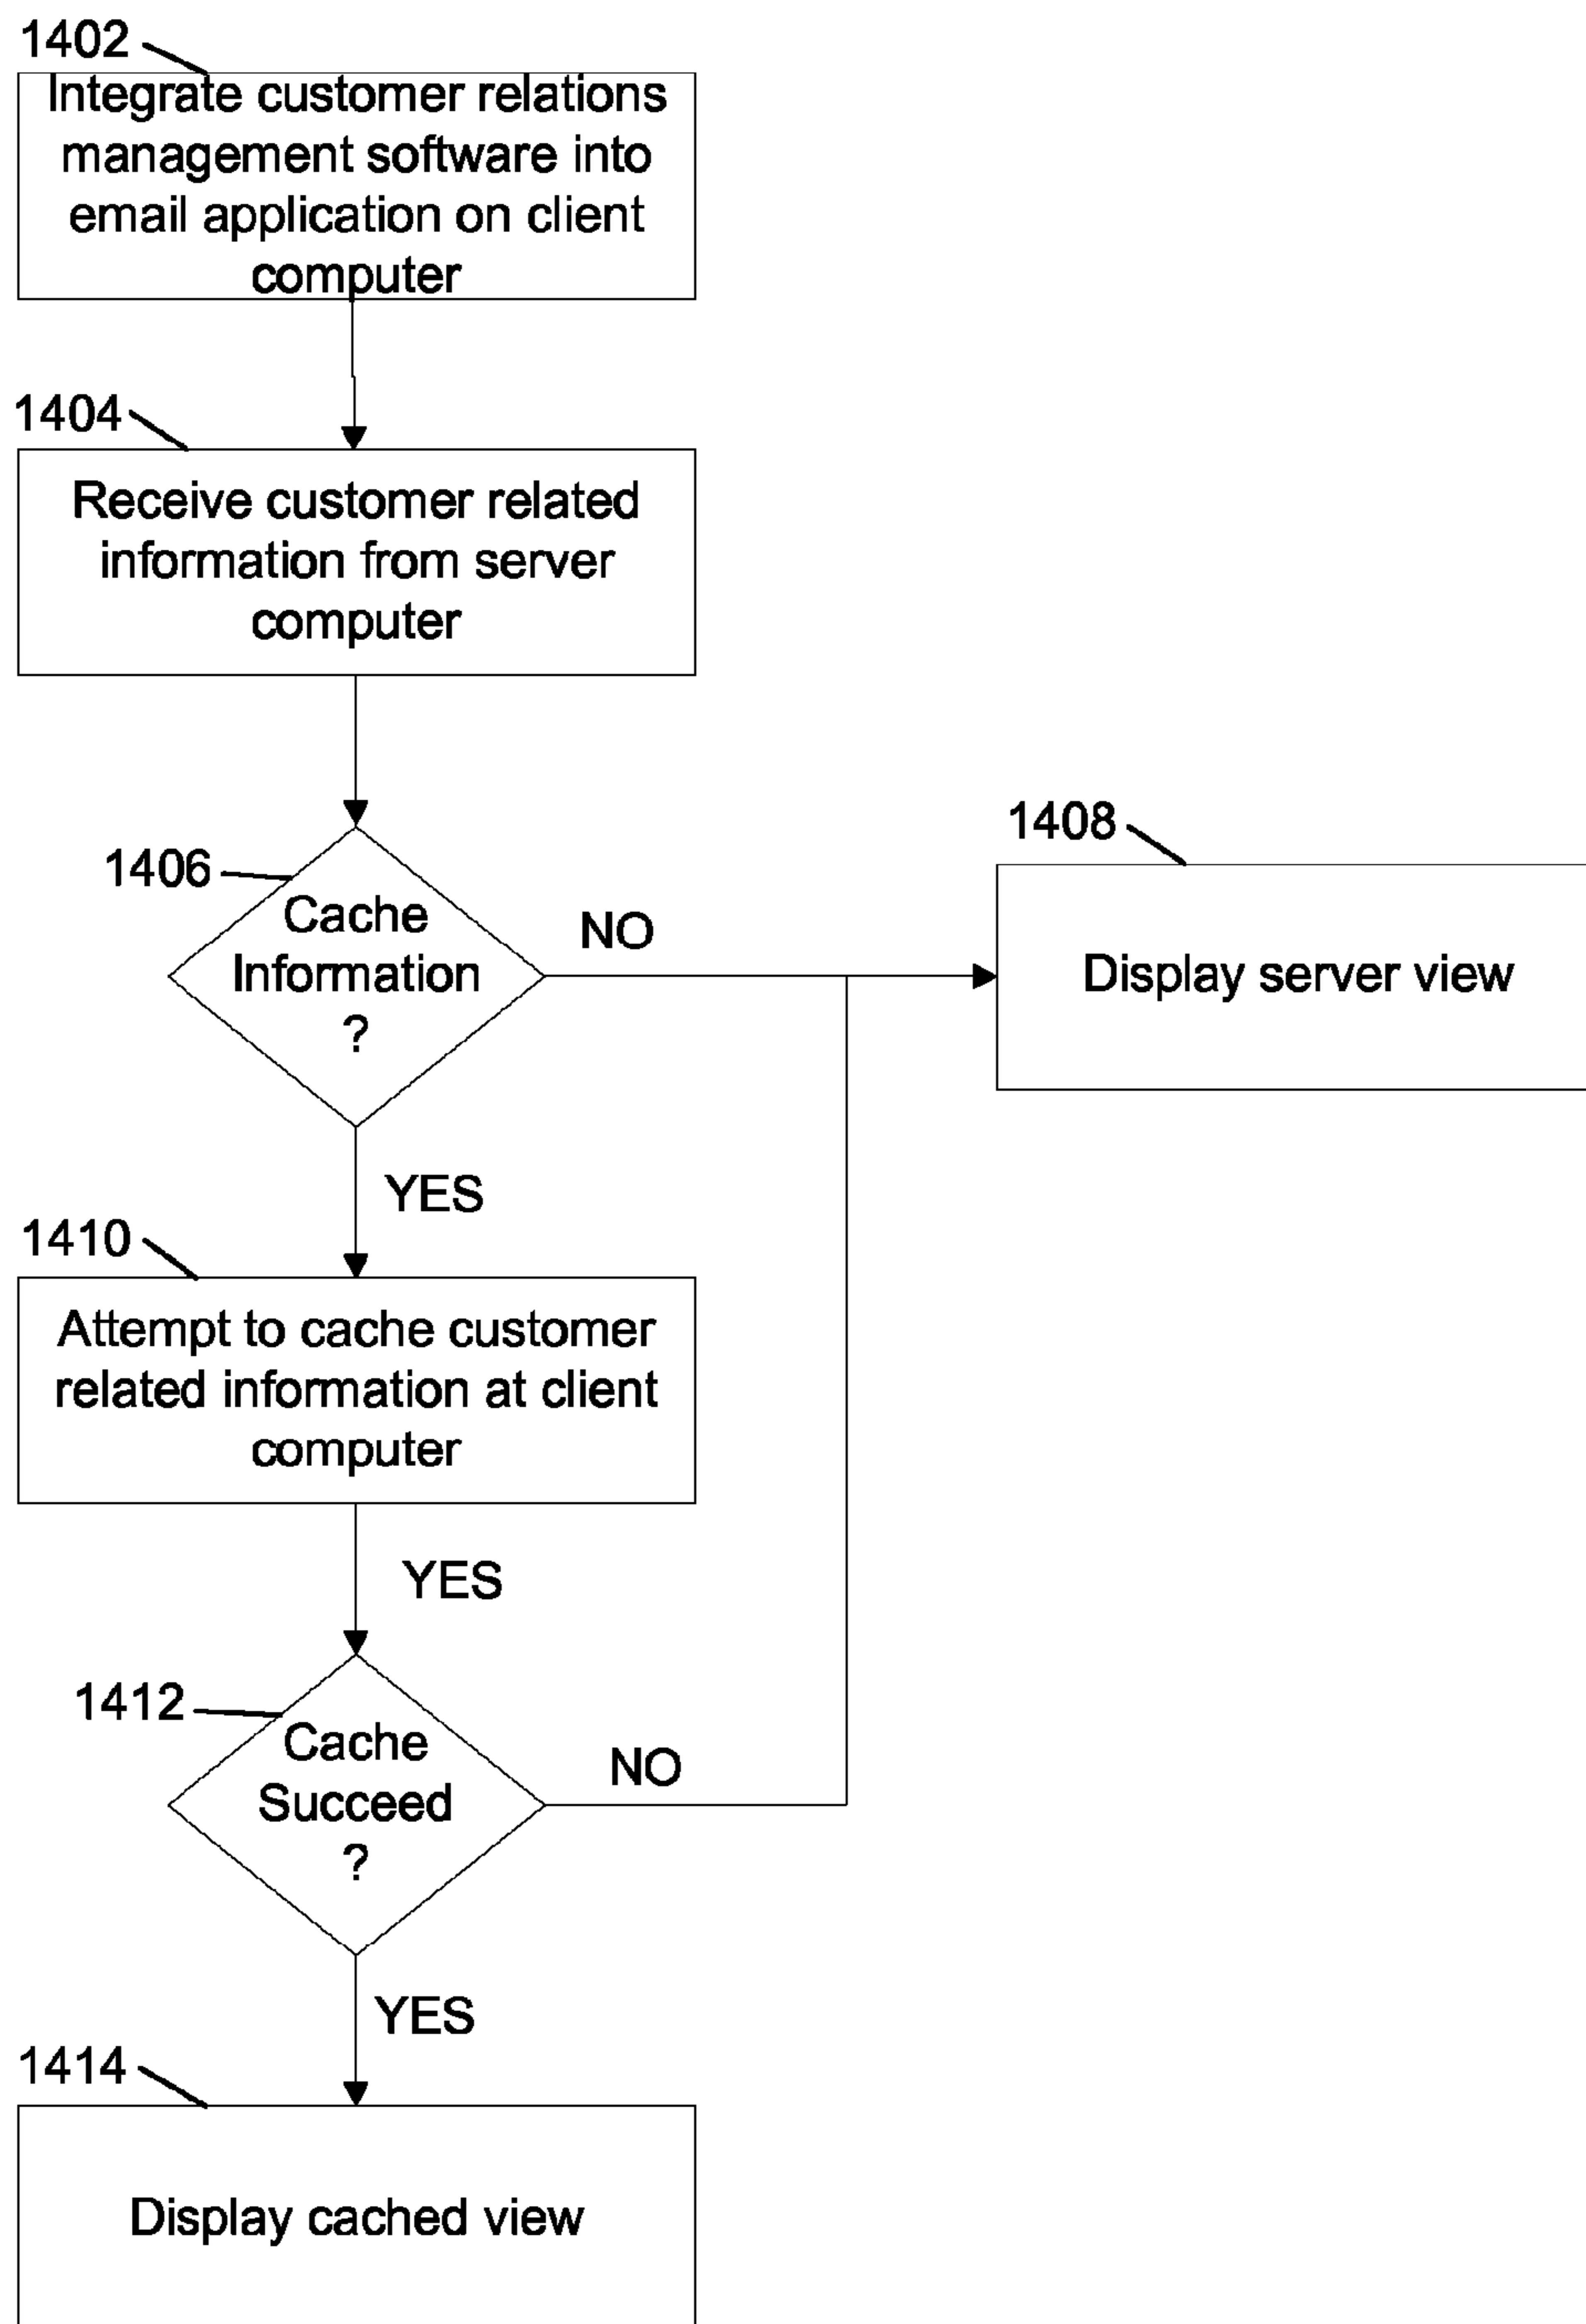 1402
Integrate customer relations
management software into
email application on client
computer
1404
Receive customer related
information from server
computer
1406
Cache
Information
?
NO
1408
Display server view
YES
1410
Attempt to cache customer
related information at client
computer
YES
1412
Cache
Succeed
?
NO
YES
1414
Display cached view